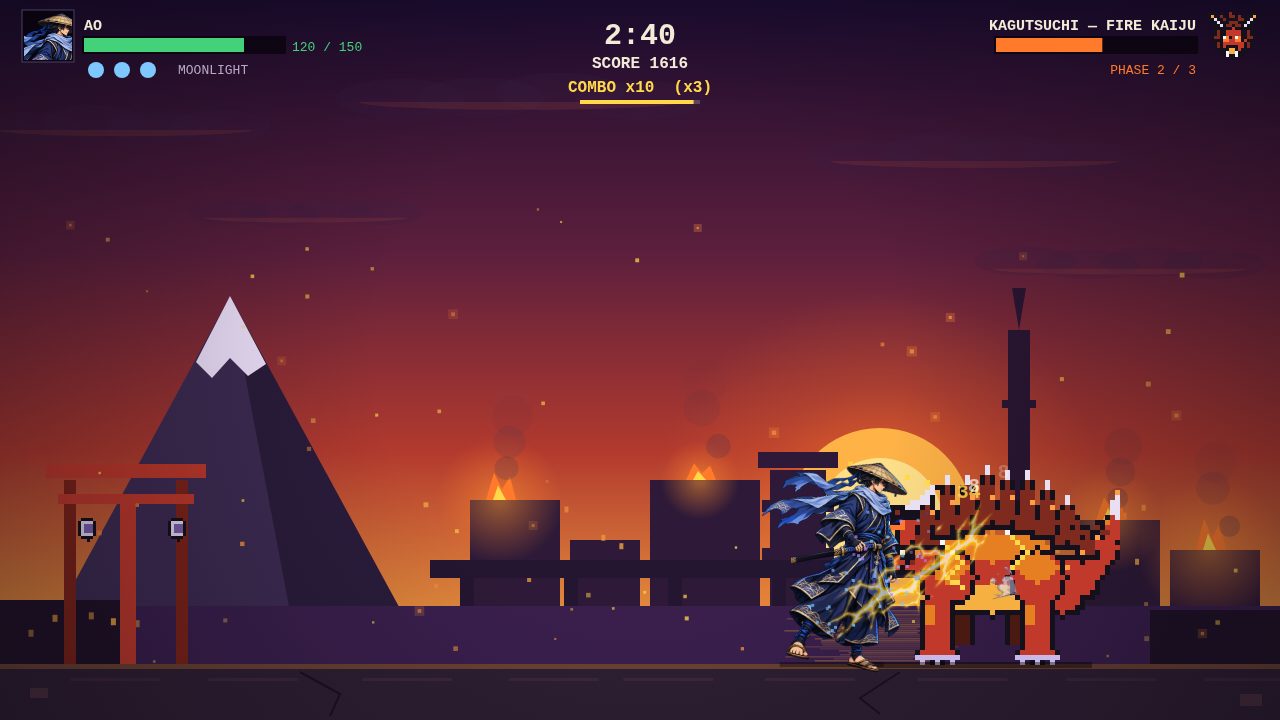 AO
120 / 150
MOONLIGHT
2:40
SCORE 1616
COMBO x10 (x3)
KAGUTSUCHI — FIRE KAIJU
PHASE 2 / 3